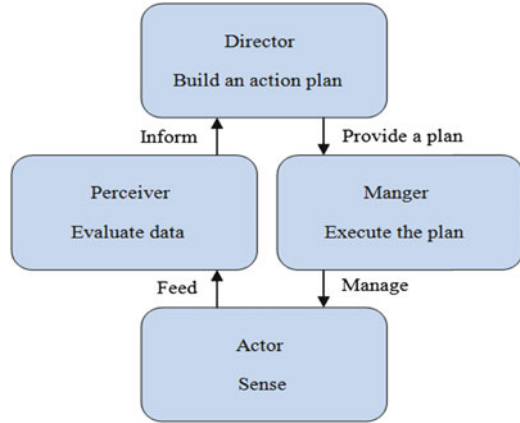 Director
Build an action plan
Inform
Provide a plan
Perceiver
Evaluate data
Manger
Execute the plan
Feed
Manage
Actor
Sense